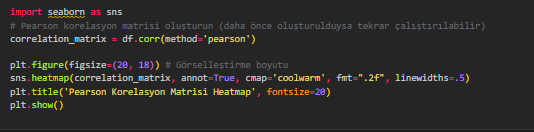 import seaborn as sns
# Pearson korelasyon matrisi oluşturun (daha önce oluşturulduysa tekrar çalıştırılabilir)
correlation_matrix = df.corr(method='pearson')
plt.figure(figsize=(20, 18)) # Görselleştirme boyutu
sns.heatmap(correlation_matrix, annot=True, cmap='coolwarm', fmt=".2f", linewidths=.5)
plt.title('Pearson Korelasyon Matrisi Heatmap', fontsize=20)
plt.show()